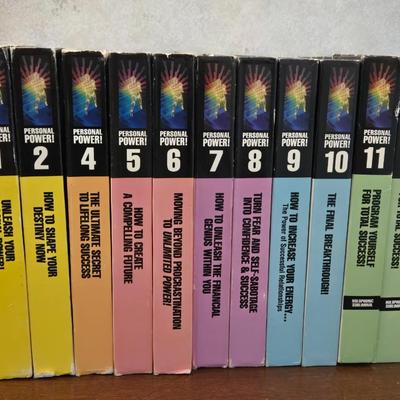 PERSONAL
POWER!
2
HOW TO SHAPE YOUR
DESTINY NOW
PERSONAL
POWER!
4
THE ULTIMATE SECRET
TO LIFELONG SUCCESS
PERSONAL
POWER!
5
HOW TO CREATE
A COMPELLING FUTURE
PERSONAL
POWER!
6
MOVING BEYOND PROCRASTINATION
TO UNLIMITED POWER!
PERSONAL
POWER!
7
HOW TO UNLEASH THE FINANCIAL
GENIUS WITHIN YOU
PERSONAL
POWER!
8
TURN FEAR AND SELF-SABOTAGE
INTO CONFIDENCE & SUCCESS
PERSONAL
POWER!
9
HOW TO INCREASE YOUR ENERGY...
The Power of Successful Relationships
PERSONAL
POWER!
10
THE FINAL BREAKTHROUGH!
PERSONAL
POWER!
11
PROGRAM YOURSELF
FOR TOTAL SUCCESS!
HOLOPHONIC
SUBLIMINAL
UNLEASH YOUR
FOR TOTAL SUCCESS!